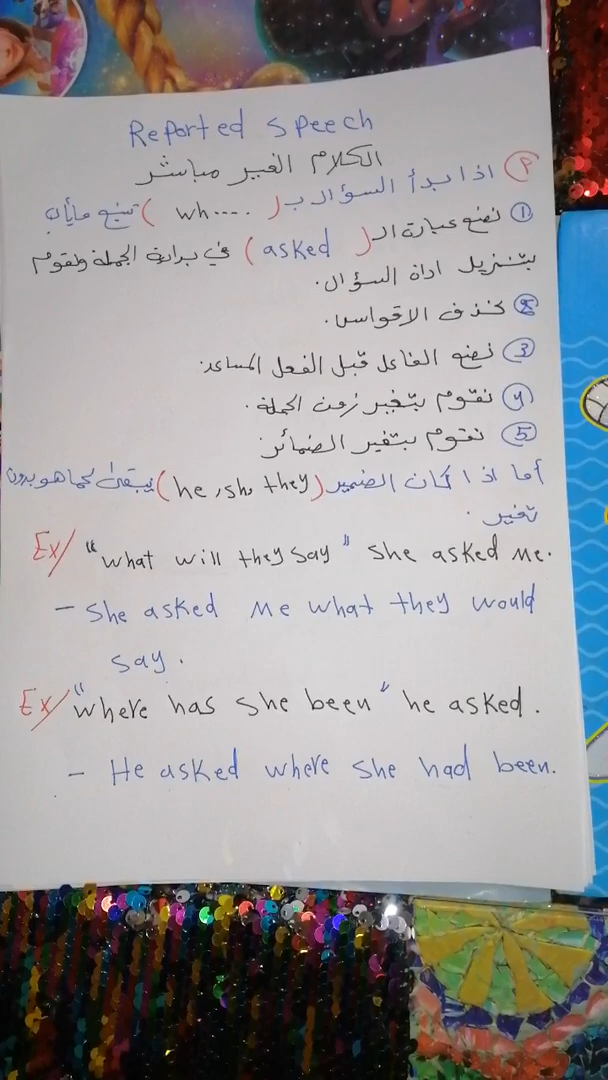 Reported speech
الكلام الغير مباشر
(م) اذا بدأ السؤال بـ (wh....) نتبع مايأتي
① نضع عبارة الـ (asked) في بداية الجملة ونقوم
بتنزيل اداة السؤال.
② نحذف الاقواس.
③ نضع الفاعل قبل الفعل المساعد.
④ نقوم بتغير زمن الجملة.
⑤ نقوم بتغير الضمائر.
أما اذا كان الضمير (he, she, they) يبقى كما هو بدون
تغير.
Ex/ "what will they say" she asked me.
- She asked me what they would
say.
Ex/ "where has she been" he asked.
- He asked where she had been.